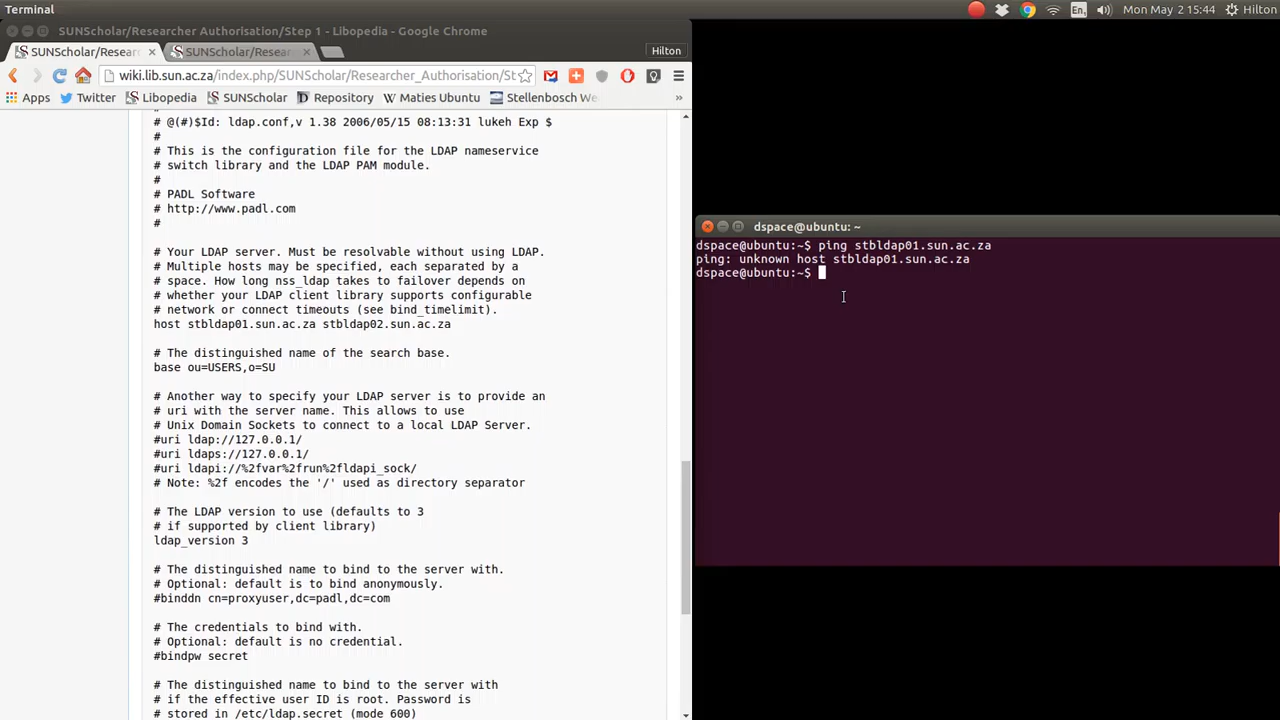 Terminal
En
Mon May 2 15:44
Hilton
SUNScholar/Researcher Authorisation/Step 1 - Libopedia - Google Chrome
SUNScholar/Resear
SUNScholar/Resear
Hilton
wiki.lib.sun.ac.za/index.php/SUNScholar/Researcher_Authorisation/St
Apps
Twitter
Libopedia
SUNScholar
Repository
Maties Ubuntu
Stellenbosch We
»
#
# @(#)$Id: ldap.conf,v 1.38 2006/05/15 08:13:31 lukeh Exp $
#
# This is the configuration file for the LDAP nameservice
# switch library and the LDAP PAM module.
#
# PADL Software
# http://www.padl.com
#
# Your LDAP server. Must be resolvable without using LDAP.
# Multiple hosts may be specified, each separated by a
# space. How long nss_ldap takes to failover depends on
# whether your LDAP client library supports configurable
# network or connect timeouts (see bind_timelimit).
host stbldap01.sun.ac.za stbldap02.sun.ac.za
# The distinguished name of the search base.
base ou=USERS,o=SU
# Another way to specify your LDAP server is to provide an
# uri with the server name. This allows to use
# Unix Domain Sockets to connect to a local LDAP Server.
#uri ldap://127.0.0.1/
#uri ldaps://127.0.0.1/
#uri ldapi://%2fvar%2frun%2fldapi_sock/
# Note: %2f encodes the '/' used as directory separator
# The LDAP version to use (defaults to 3
# if supported by client library)
ldap_version 3
# The distinguished name to bind to the server with.
# Optional: default is to bind anonymously.
#binddn cn=proxyuser,dc=padl,dc=com
# The credentials to bind with.
# Optional: default is no credential.
#bindpw secret
# The distinguished name to bind to the server with
# if the effective user ID is root. Password is
# stored in /etc/ldap.secret (mode 600)
dspace@ubuntu: ~
dspace@ubuntu:~$ ping stbldap01.sun.ac.za
ping: unknown host stbldap01.sun.ac.za
dspace@ubuntu:~$